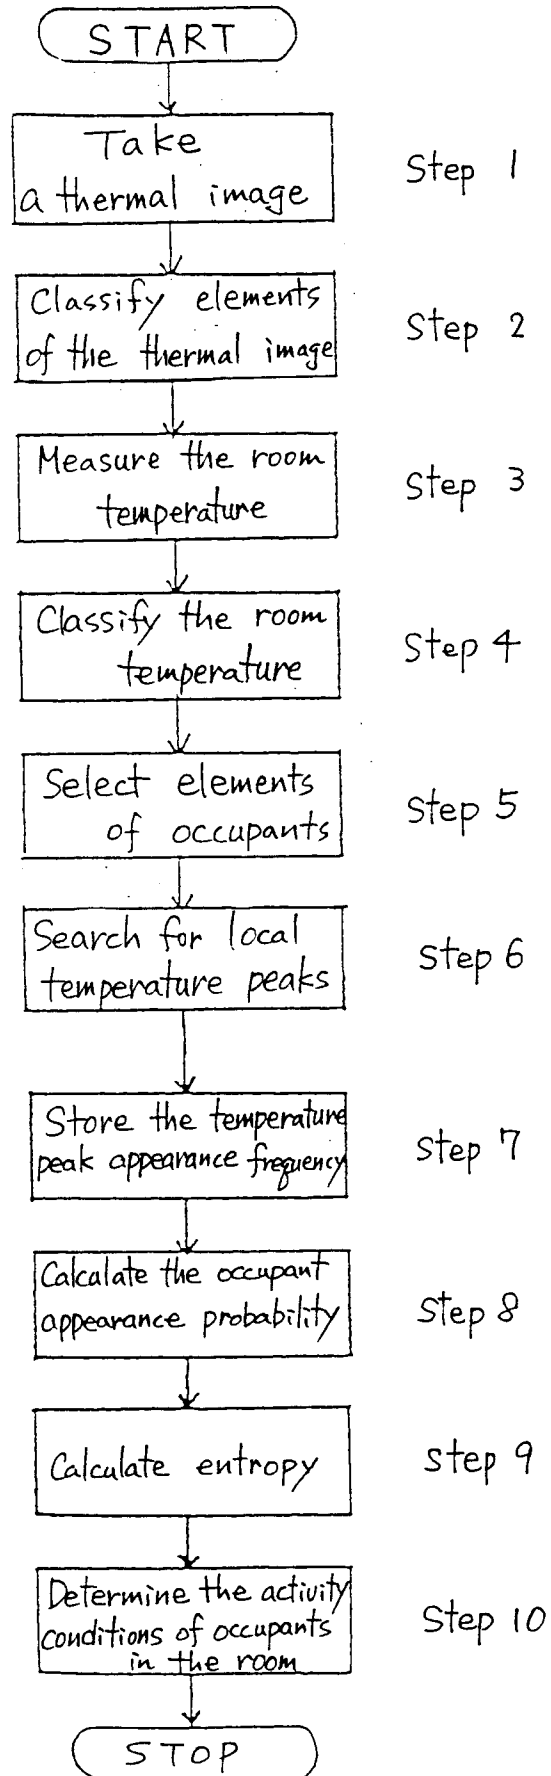 START
Take
a thermal image
Step 1
Classify elements
of the thermal image
Step 2
Measure the room
temperature
Step 3
Classify the room
temperature
Step 4
Select elements
of occupants
Step 5
Search for local
temperature peaks
Step 6
Store the temperature
peak appearance frequency
Step 7
Calculate the occupant
appearance probability
Step 8
Calculate entropy
Step 9
Determine the activity
conditions of occupants
in the room
Step 10
STOP